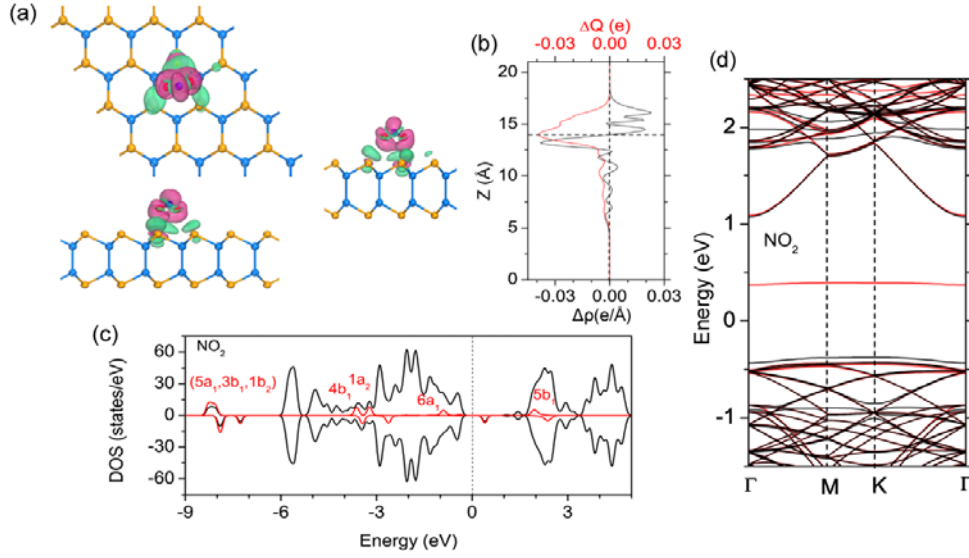 (a)
(b)
ΔQ (e)
-0.03 0.00 0.03
20
15
10
5
0
Z (Å)
-0.03 0.00 0.03
Δρ(e/Å)
(c)
NO2
(5a1,3b1,1b2)
4b1
1a2
6a1
5b1
60
30
0
-30
-60
DOS (states/eV)
-9 -6 -3 0 3
Energy (eV)
(d)
NO2
2
1
0
-1
Energy (eV)
Γ M K Γ